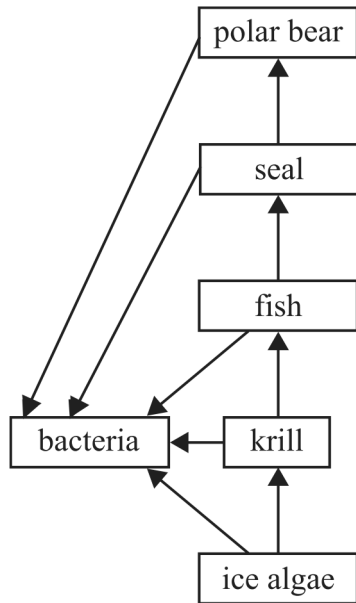 polar bear
seal
fish
bacteria
krill
ice algae